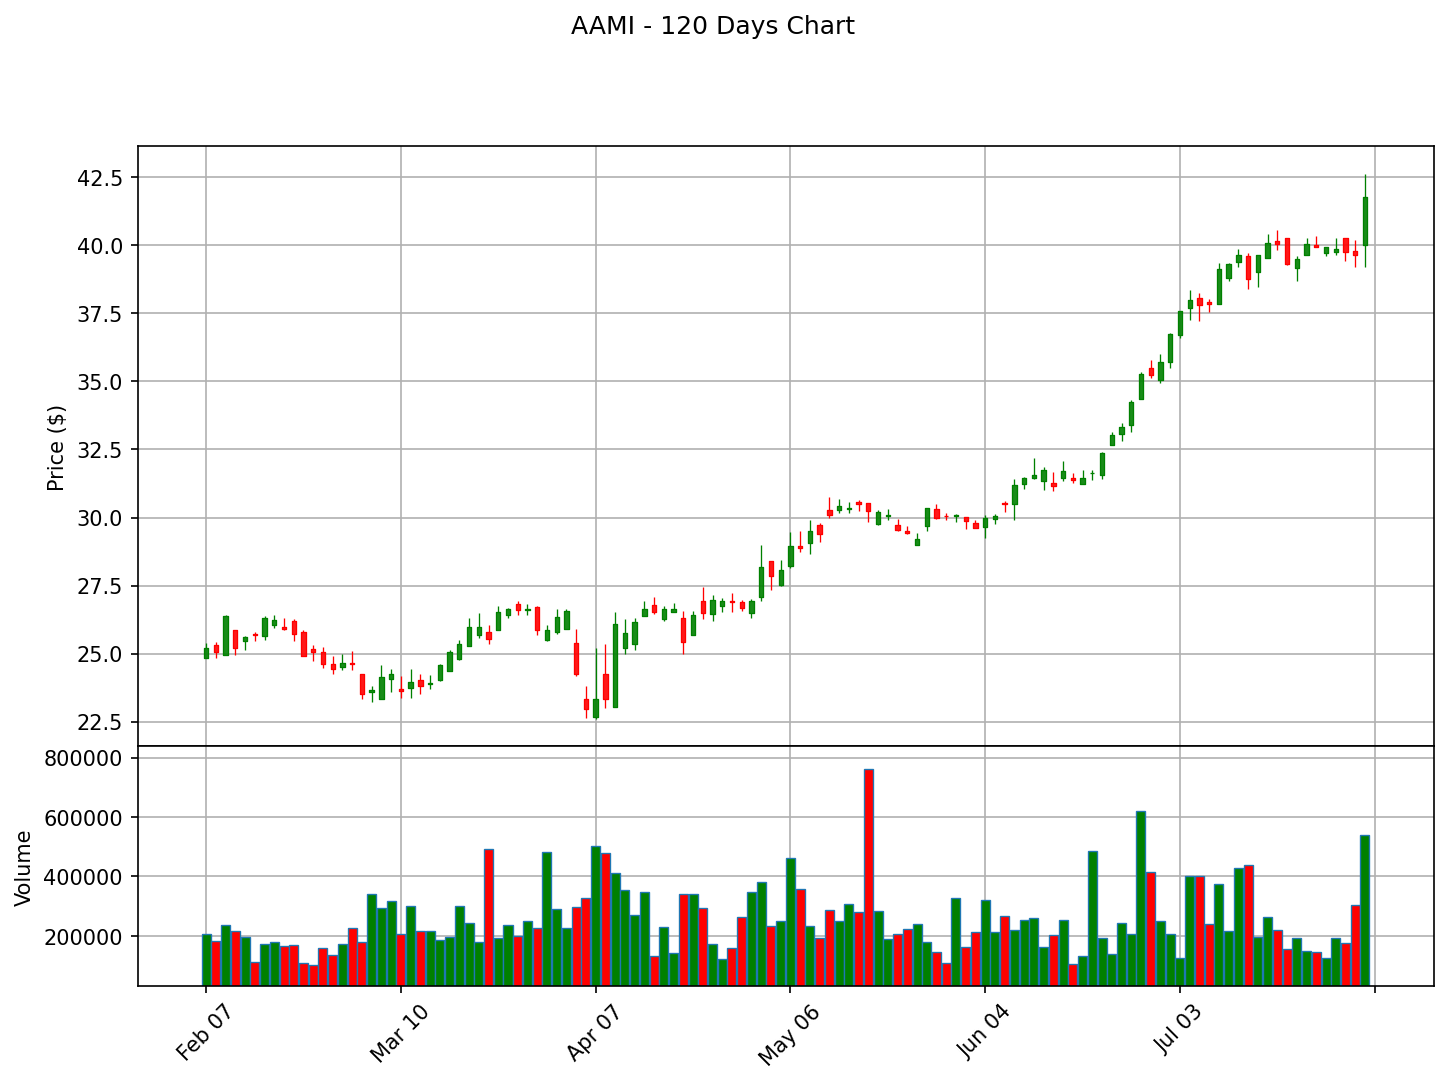 AAMI - 120 Days Chart
Price ($)
42.5
40.0
37.5
35.0
32.5
30.0
27.5
25.0
22.5
Volume
800000
600000
400000
200000
Feb 07
Mar 10
Apr 07
May 06
Jun 04
Jul 03